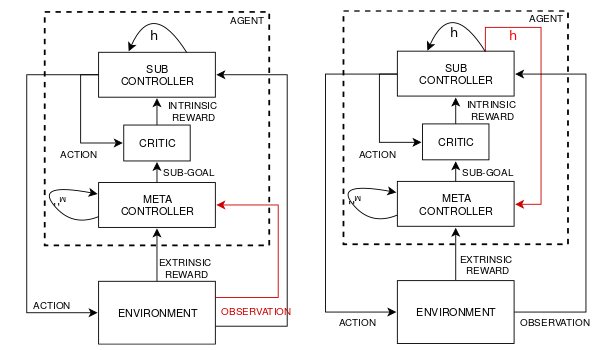 AGENT
h
SUB
CONTROLLER
INTRINSIC
REWARD
CRITIC
ACTION
SUB-GOAL
META
CONTROLLER
EXTRINSIC
REWARD
ACTION
ENVIRONMENT
OBSERVATION
AGENT
h
h
SUB
CONTROLLER
INTRINSIC
REWARD
CRITIC
ACTION
SUB-GOAL
META
CONTROLLER
EXTRINSIC
REWARD
ENVIRONMENT
ACTION
OBSERVATION